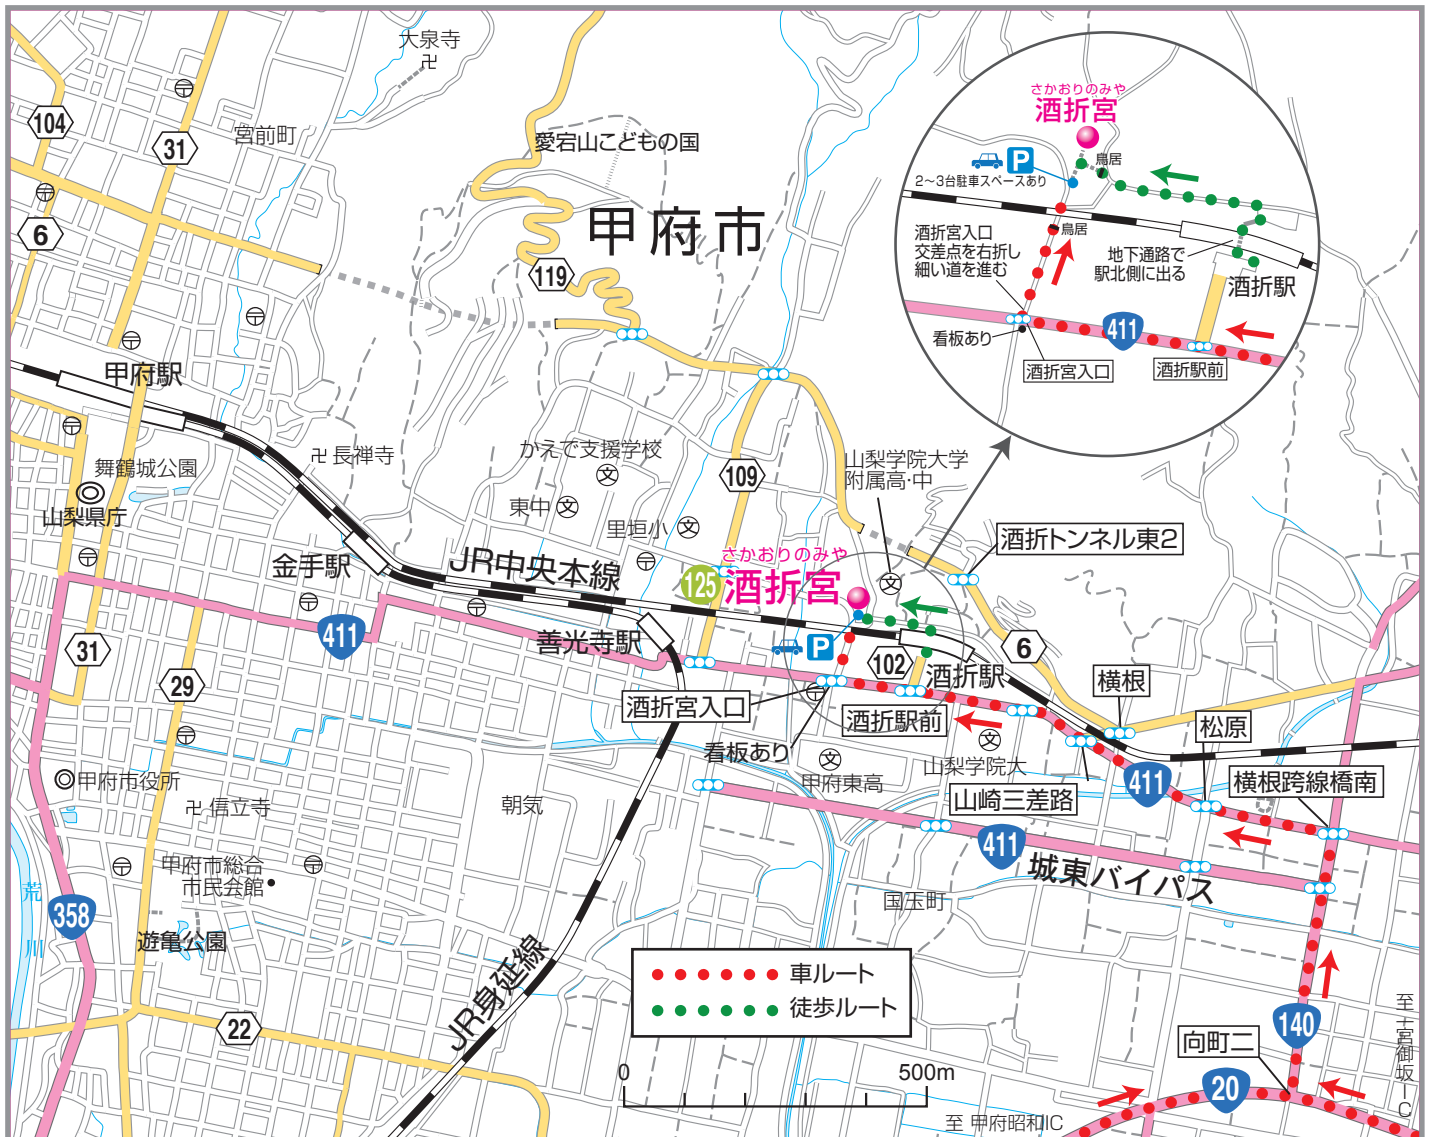 大泉寺
卍
104
31
宮前町
愛宕山こどもの国
甲府市
6
119
さかおりのみや
酒折宮
鳥居
P
2〜3台駐車スペースあり
鳥居
酒折宮入口
交差点を右折し
細い道を進む
地下通路で
駅北側に出る
酒折駅
411
看板あり
酒折宮入口
酒折駅前
甲府駅
舞鶴城公園
山梨県庁
卍 長禅寺
かえで支援学校
文
東中 文
里垣小 文
109
山梨学院大学
附属高・中
文
酒折トンネル東2
金手駅
JR中央本線
さかおりのみや
125 酒折宮
411
善光寺駅
P
102
酒折駅
6
31
29
酒折宮入口
酒折駅前
横根
松原
看板あり
文
甲府東高
文
山梨学院大
山崎三差路
411
横根跨線橋南
甲府市役所
卍 信立寺
朝気
411
城東バイパス
甲府市総合
市民会館
国玉町
荒川
358
遊亀公園
JR身延線
車ルート
徒歩ルート
22
140
向町二
20
0
500m
至 甲府昭和IC
至 一宮御坂IC